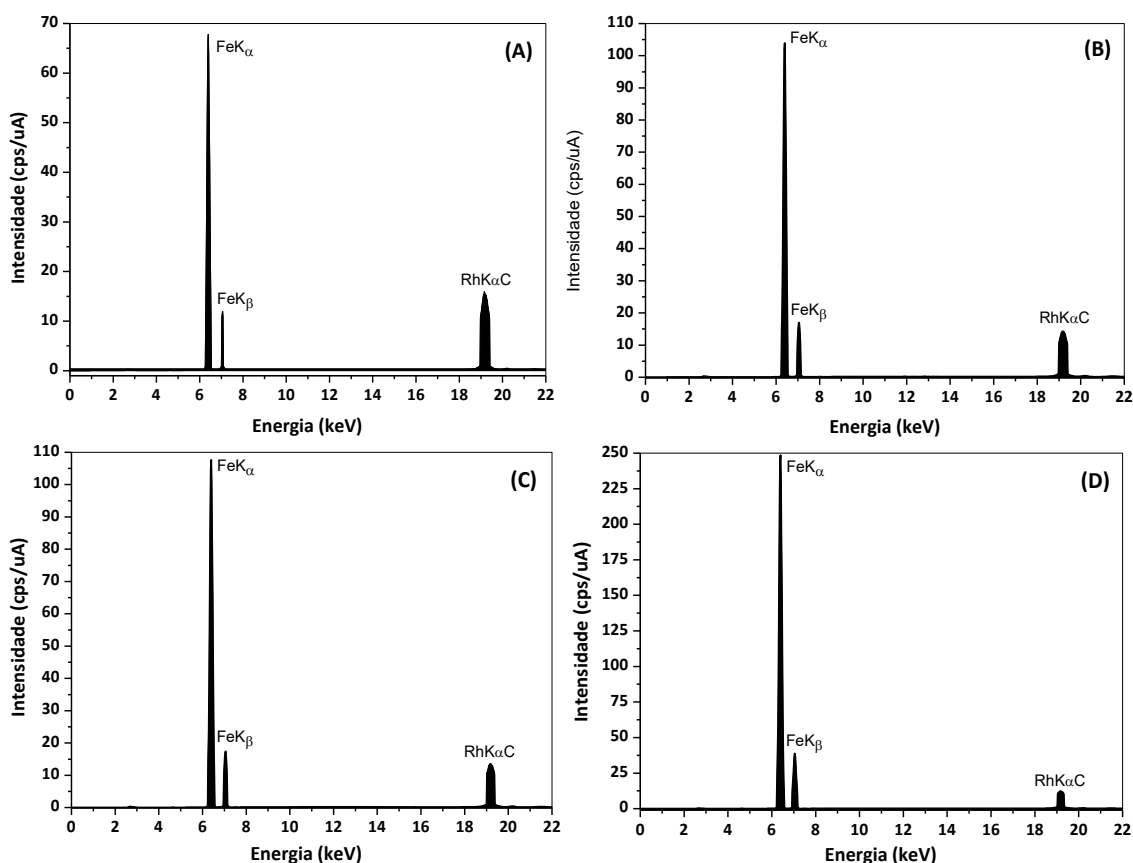 (A)
FeKα
FeKβ
RhKαC
70
60
50
40
30
20
10
0
0 2 4 6 8 10 12 14 16 18 20 22
Intensidade (cps/uA)
Energia (keV)
(B)
FeKα
FeKβ
RhKαC
110
100
90
80
70
60
50
40
30
20
10
0
0 2 4 6 8 10 12 14 16 18 20 22
Intensidade (cps/uA)
Energia (keV)
(C)
FeKα
FeKβ
RhKαC
110
100
90
80
70
60
50
40
30
20
10
0
0 2 4 6 8 10 12 14 16 18 20 22
Intensidade (cps/uA)
Energia (keV)
(D)
FeKα
FeKβ
RhKαC
250
225
200
175
150
125
100
75
50
25
0
0 2 4 6 8 10 12 14 16 18 20 22
Intensidade (cps/uA)
Energia (keV)